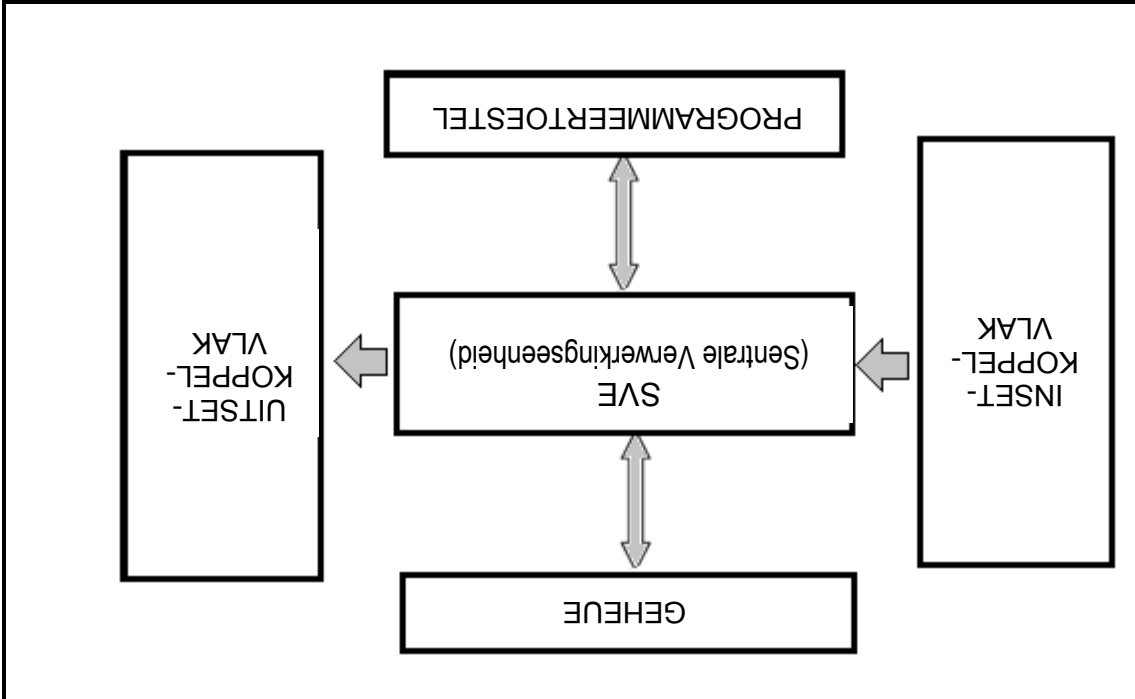 GEHEUE
INSET-
KOPPEL-
VLAK
SVE
(Sentrale Verwerkingseenheid)
UITSET-
KOPPEL-
VLAK
PROGRAMMEERTOESTEL